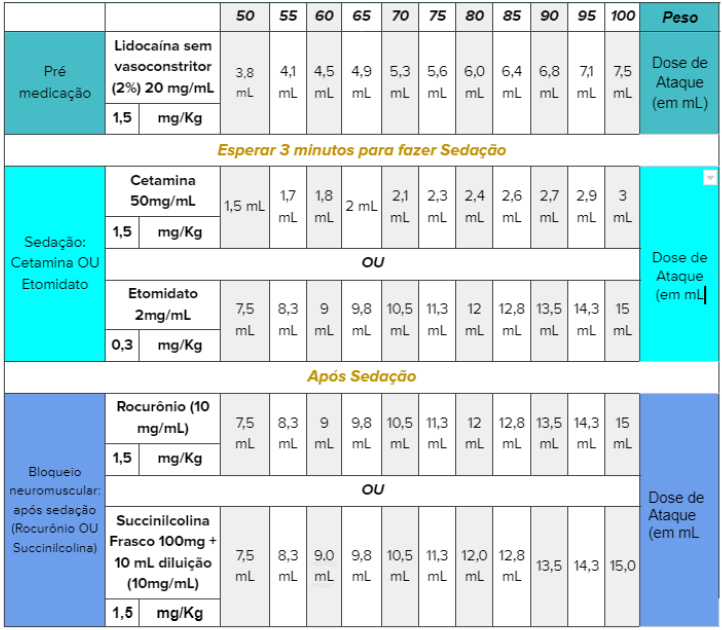 50 55 60 65 70 75 80 85 90 95 100 Peso
Pré
medicação
Lidocaína sem
vasoconstritor
(2%) 20 mg/mL
1,5 mg/Kg
3,8 4,1 4,5 4,9 5,3 5,6 6,0 6,4 6,8 7,1 7,5
mL mL mL mL mL mL mL mL mL mL mL
Dose de
Ataque
(em mL)
Esperar 3 minutos para fazer Sedação
Sedação:
Cetamina OU
Etomidato
Cetamina
50mg/mL
1,5 mg/Kg
1,5 mL 1,7 1,8 2 mL 2,1 2,3 2,4 2,6 2,7 2,9 3
mL mL mL mL mL mL mL mL mL
OU
Etomidato
2mg/mL
0,3 mg/Kg
7,5 8,3 9 9,8 10,5 11,3 12 12,8 13,5 14,3 15
mL mL mL mL mL mL mL mL mL mL mL
Dose de
Ataque
(em mL
Após Sedação
Bloqueio
neuromuscular:
após sedação
(Rocurônio OU
Succinilcolina)
Rocurônio (10
mg/mL)
1,5 mg/Kg
7,5 8,3 9 9,8 10,5 11,3 12 12,8 13,5 14,3 15
mL mL mL mL mL mL mL mL mL mL mL
OU
Succinilcolina
Frasco 100mg +
10 mL diluição
(10mg/mL)
1,5 mg/Kg
7,5 8,3 9.0 9,8 10,5 11,3 12,0 12,8 13,5 14,3 15,0
mL mL mL mL mL mL mL mL
Dose de
Ataque
(em mL